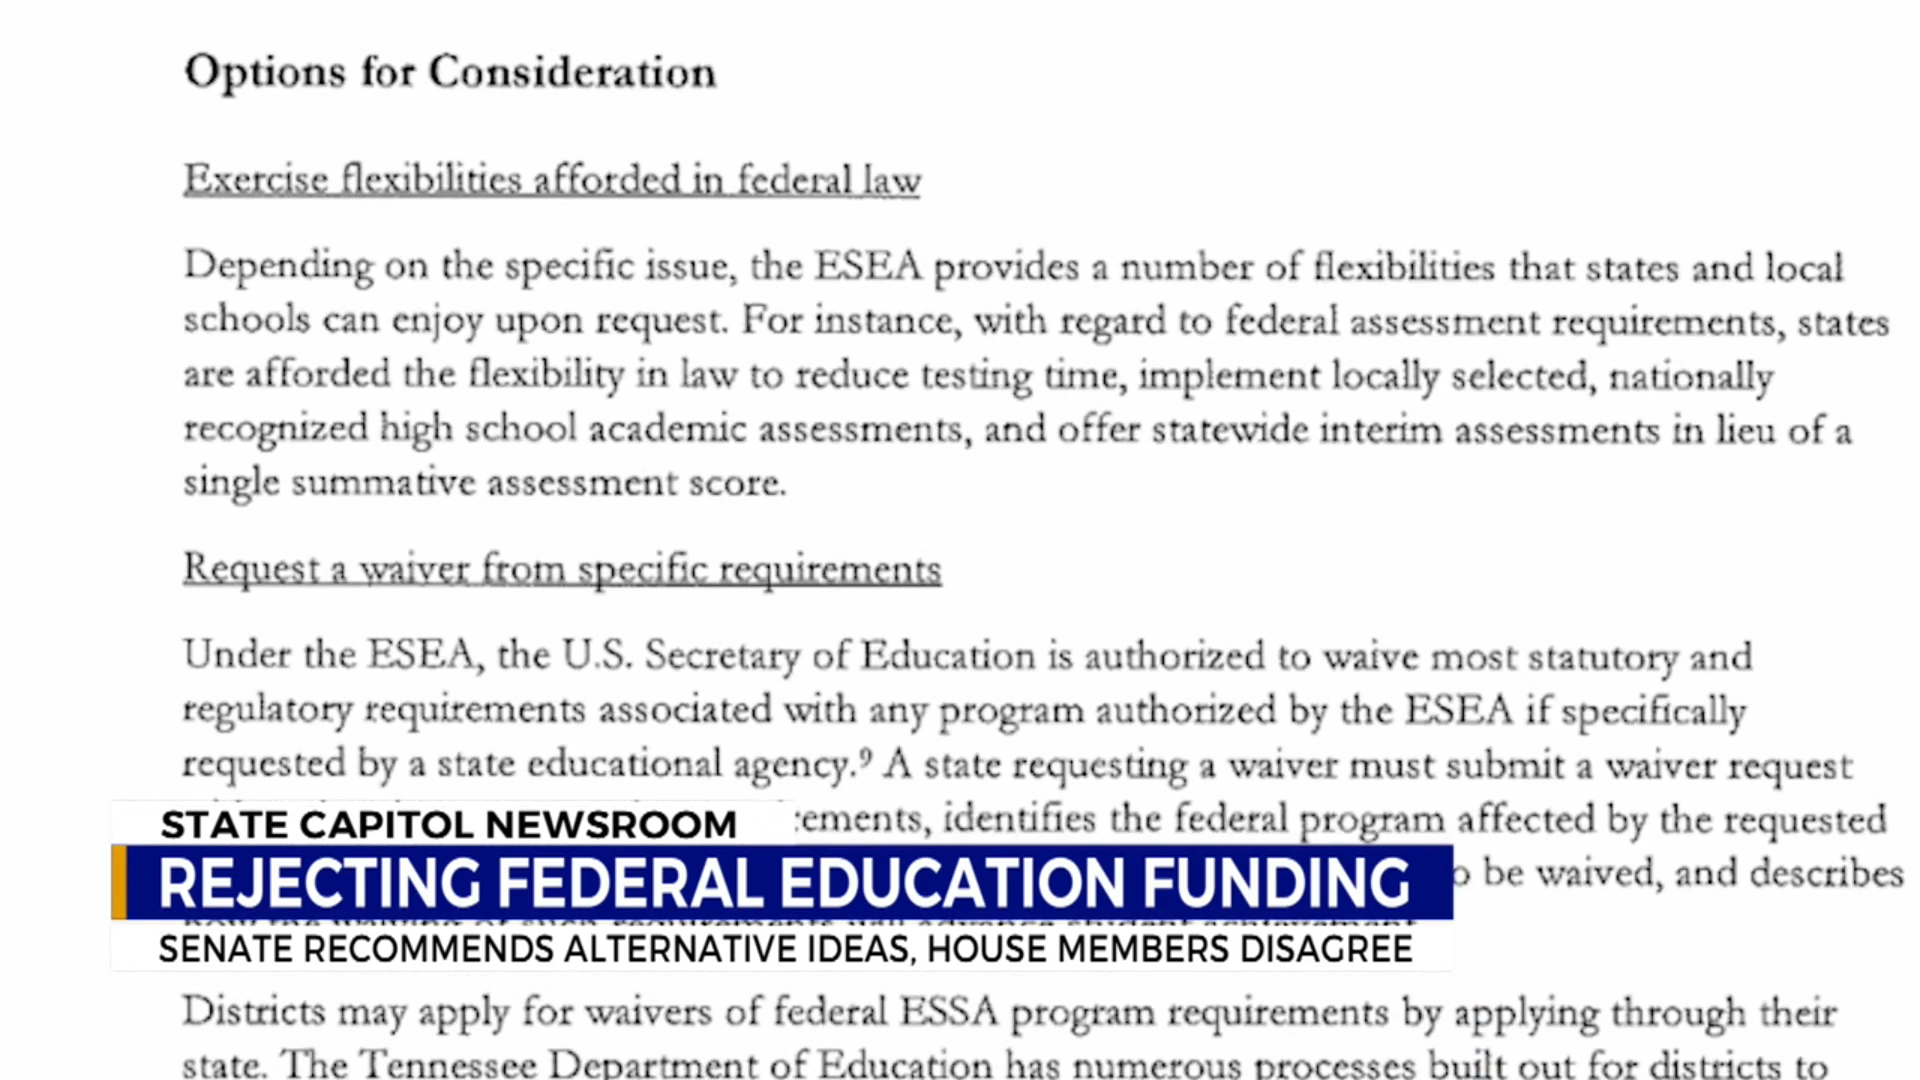 Options for Consideration
Exercise flexibilities afforded in federal law
Depending on the specific issue, the ESEA provides a number of flexibilities that states and local
schools can enjoy upon request. For instance, with regard to federal assessment requirements, states
are afforded the flexibility in law to reduce testing time, implement locally selected, nationally
recognized high school academic assessments, and offer statewide interim assessments in lieu of a
single summative assessment score.
Request a waiver from specific requirements
Under the ESEA, the U.S. Secretary of Education is authorized to waive most statutory and
regulatory requirements associated with any program authorized by the ESEA if specifically
requested by a state educational agency.⁹ A state requesting a waiver must submit a waiver request
ements, identifies the federal program affected by the requested
STATE CAPITOL NEWSROOM
REJECTING FEDERAL EDUCATION FUNDING
o be waived, and describes
SENATE RECOMMENDS ALTERNATIVE IDEAS, HOUSE MEMBERS DISAGREE
Districts may apply for waivers of federal ESSA program requirements by applying through their
state. The Tennessee Department of Education has numerous processes built out for districts to